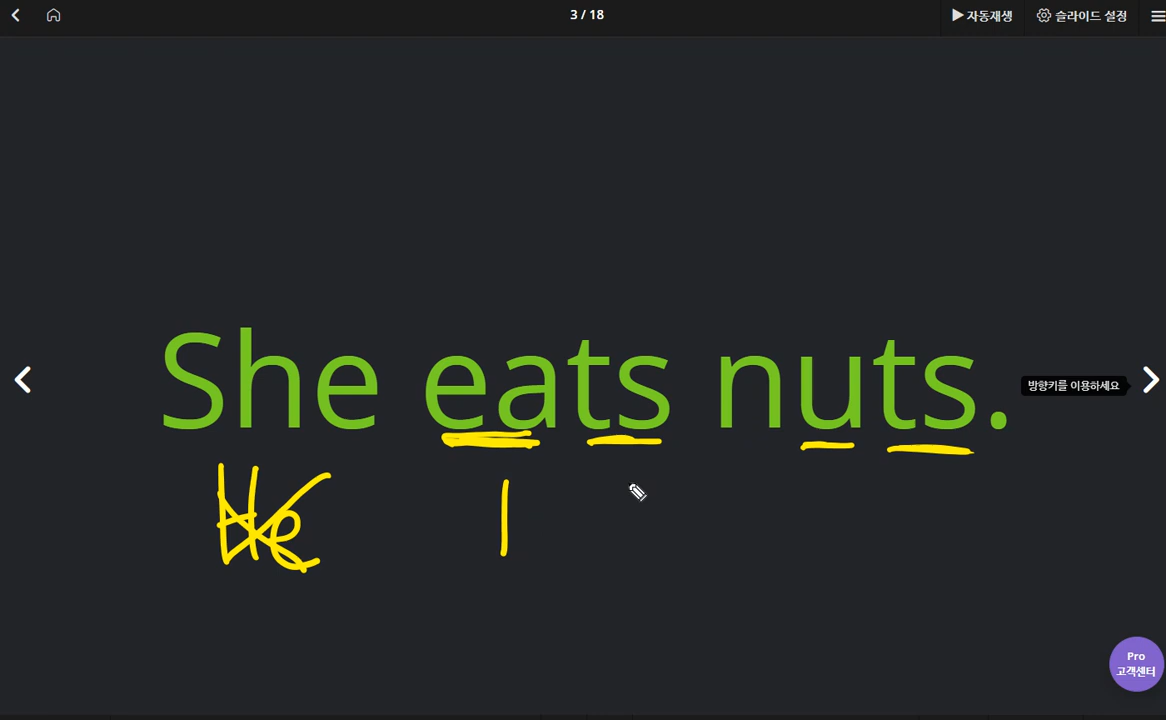 3 / 18
자동재생
슬라이드 설정
She eats nuts.
방향키를 이용하세요
He
Pro
고객센터